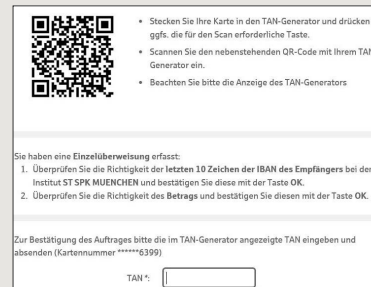 Stecken Sie Ihre Karte in den TAN-Generator und drücken
ggfs. die für den Scan erforderliche Taste.
Scannen Sie den nebenstehenden QR-Code mit Ihrem TAN
Generator ein.
Beachten Sie bitte die Anzeige des TAN-Generators
Sie haben eine Einzelüberweisung erfasst:
1. Überprüfen Sie die Richtigkeit der letzten 10 Zeichen der IBAN des Empfängers bei der
Institut ST SPK MUENCHEN und bestätigen Sie diese mit der Taste OK.
2. Überprüfen Sie die Richtigkeit des Betrags und bestätigen Sie diesen mit der Taste OK.
Zur Bestätigung des Auftrages bitte die im TAN-Generator angezeigte TAN eingeben und
absenden (Kartennummer ******6399)
TAN *: